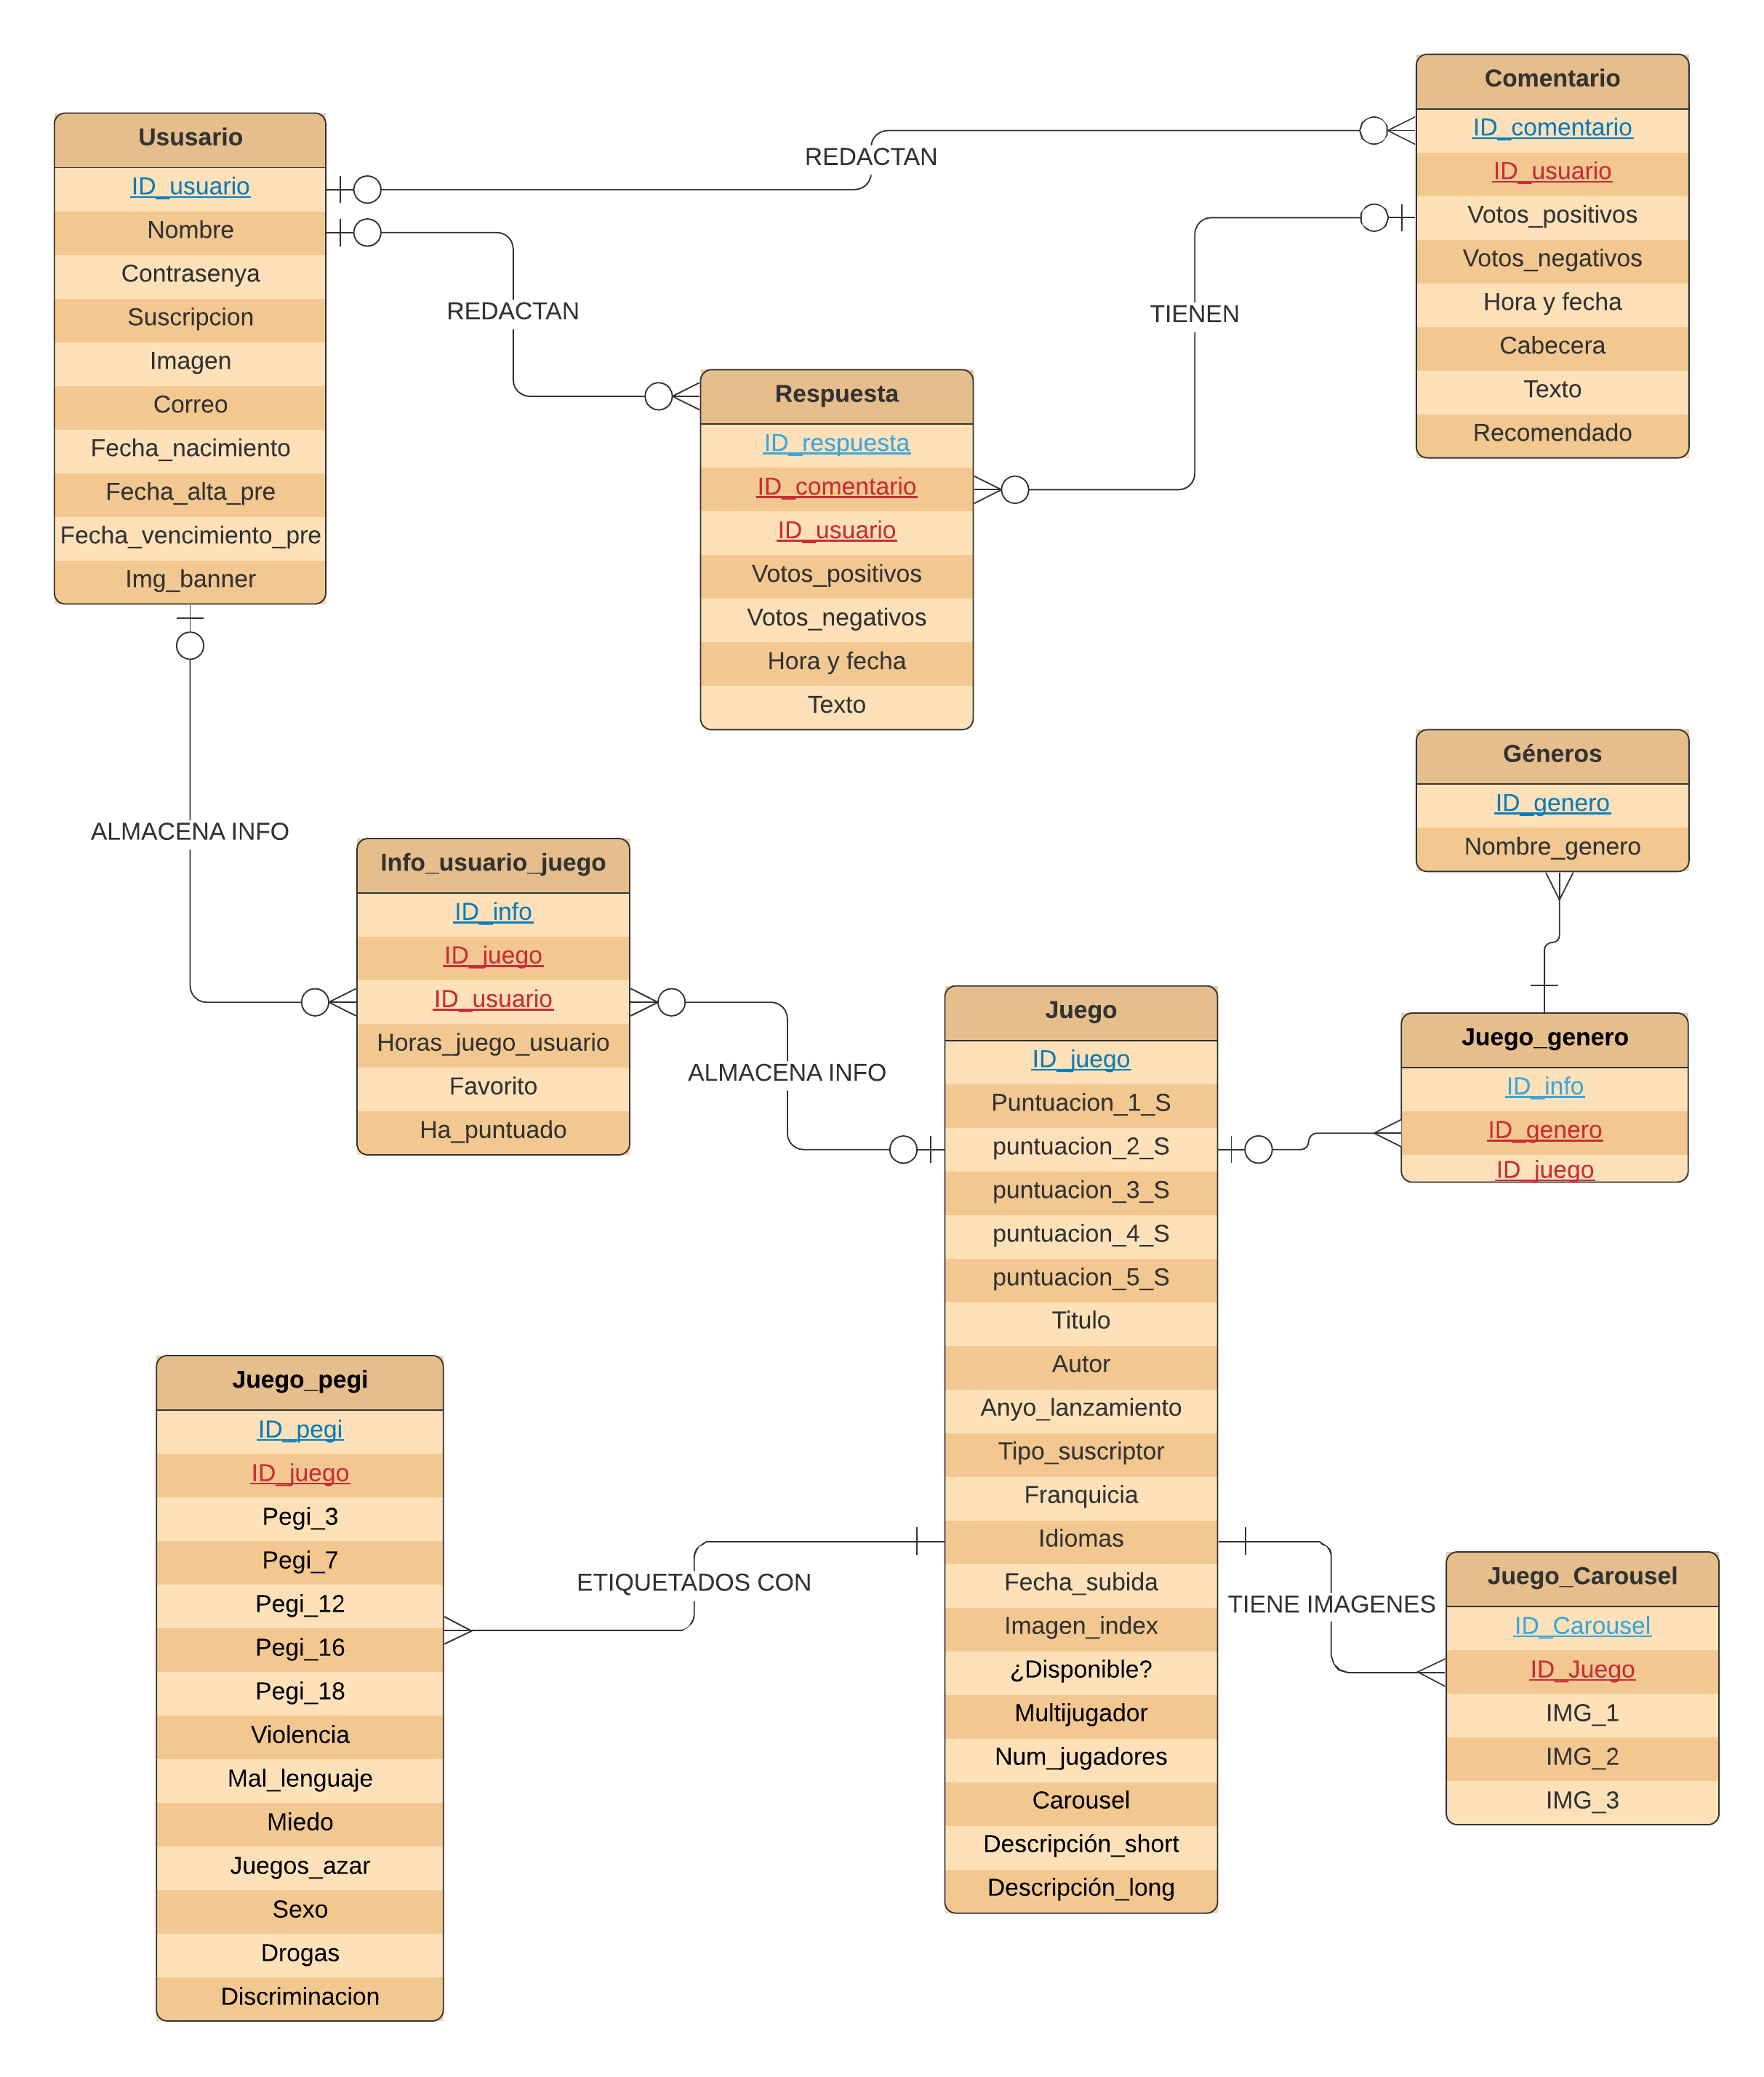 Ususario
ID_usuario
Nombre
Contrasenya
Suscripcion
Imagen
Correo
Fecha_nacimiento
Fecha_alta_pre
Fecha_vencimiento_pre
Img_banner
REDACTAN
Comentario
ID_comentario
ID_usuario
Votos_positivos
Votos_negativos
Hora y fecha
Cabecera
Texto
Recomendado
REDACTAN
TIENEN
Respuesta
ID_respuesta
ID_comentario
ID_usuario
Votos_positivos
Votos_negativos
Hora y fecha
Texto
ALMACENA INFO
Info_usuario_juego
ID_info
ID_juego
ID_usuario
Horas_juego_usuario
Favorito
Ha_puntuado
ALMACENA INFO
Géneros
ID_genero
Nombre_genero
Juego_genero
ID_info
ID_genero
ID_juego
Juego
ID_juego
Puntuacion_1_S
puntuacion_2_S
puntuacion_3_S
puntuacion_4_S
puntuacion_5_S
Titulo
Autor
Anyo_lanzamiento
Tipo_suscriptor
Franquicia
Idiomas
Fecha_subida
Imagen_index
¿Disponible?
Multijugador
Num_jugadores
Carousel
Descripción_short
Descripción_long
Juego_pegi
ID_pegi
ID_juego
Pegi_3
Pegi_7
Pegi_12
Pegi_16
Pegi_18
Violencia
Mal_lenguaje
Miedo
Juegos_azar
Sexo
Drogas
Discriminacion
ETIQUETADOS CON
TIENE IMAGENES
Juego_Carousel
ID_Carousel
ID_Juego
IMG_1
IMG_2
IMG_3